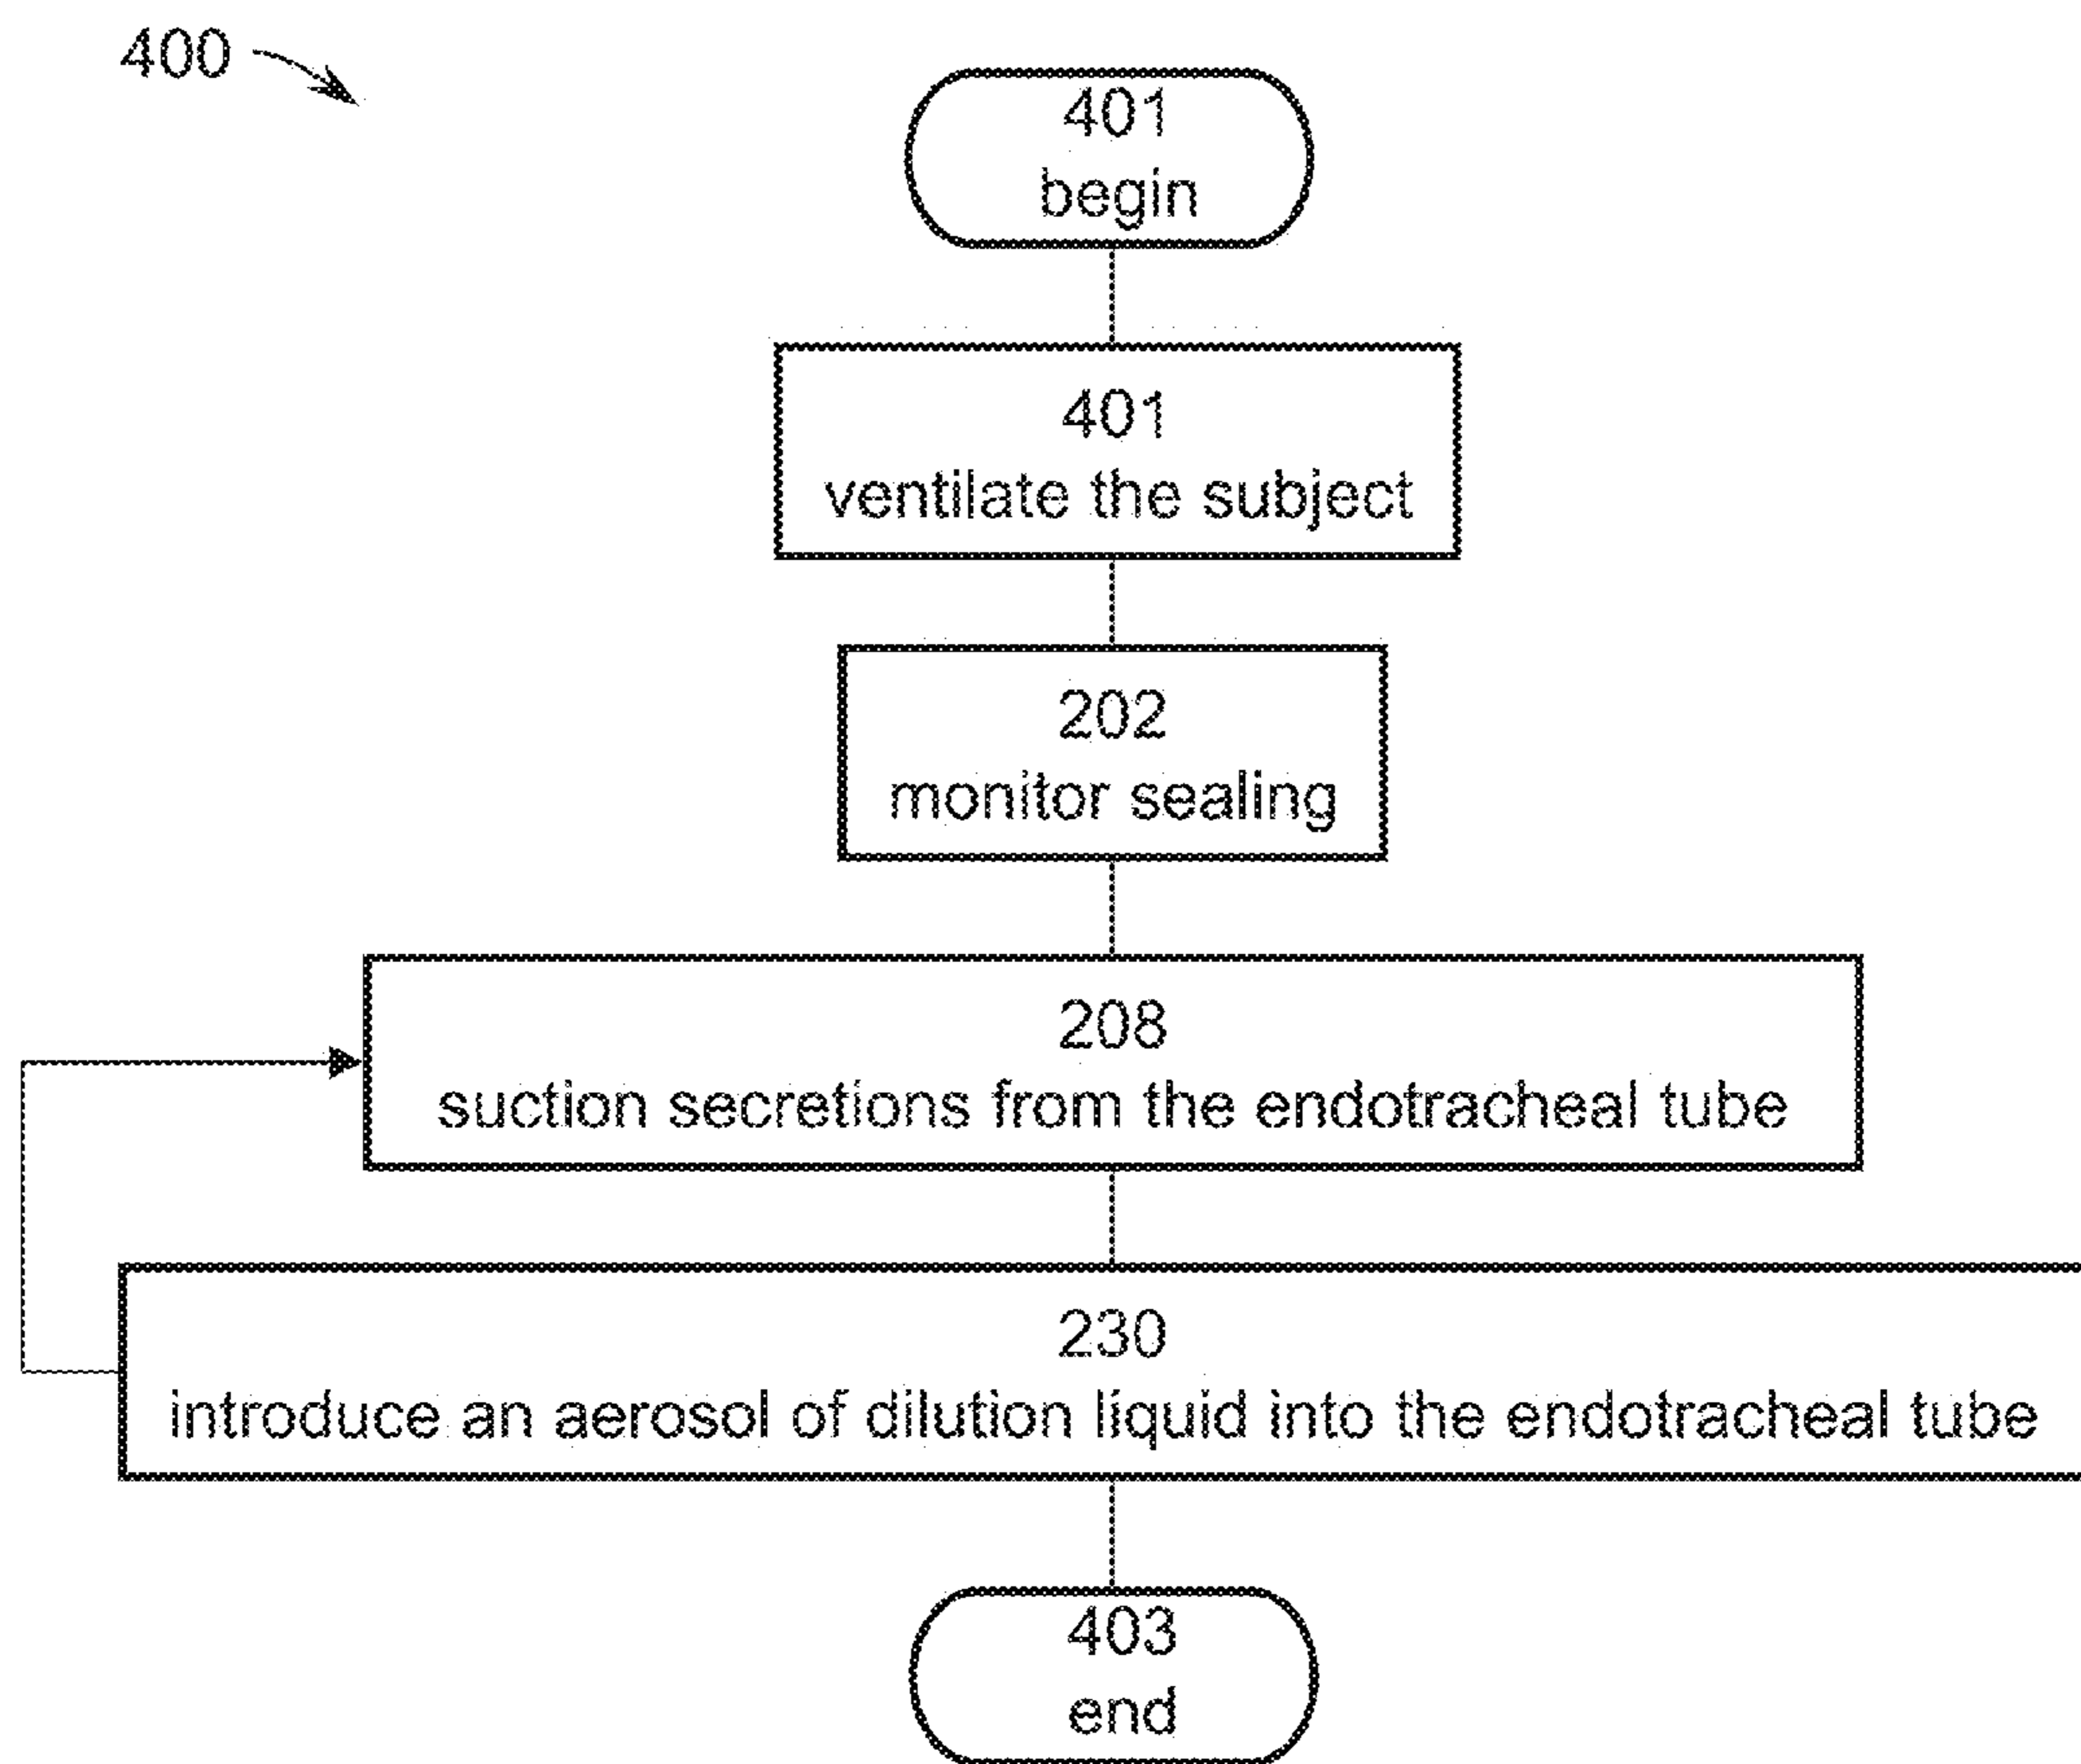 400
401
begin
401
ventilate the subject
202
monitor sealing
208
suction secretions from the endotracheal tube
230
introduce an aerosol of dilution liquid into the endotracheal tube
403
end